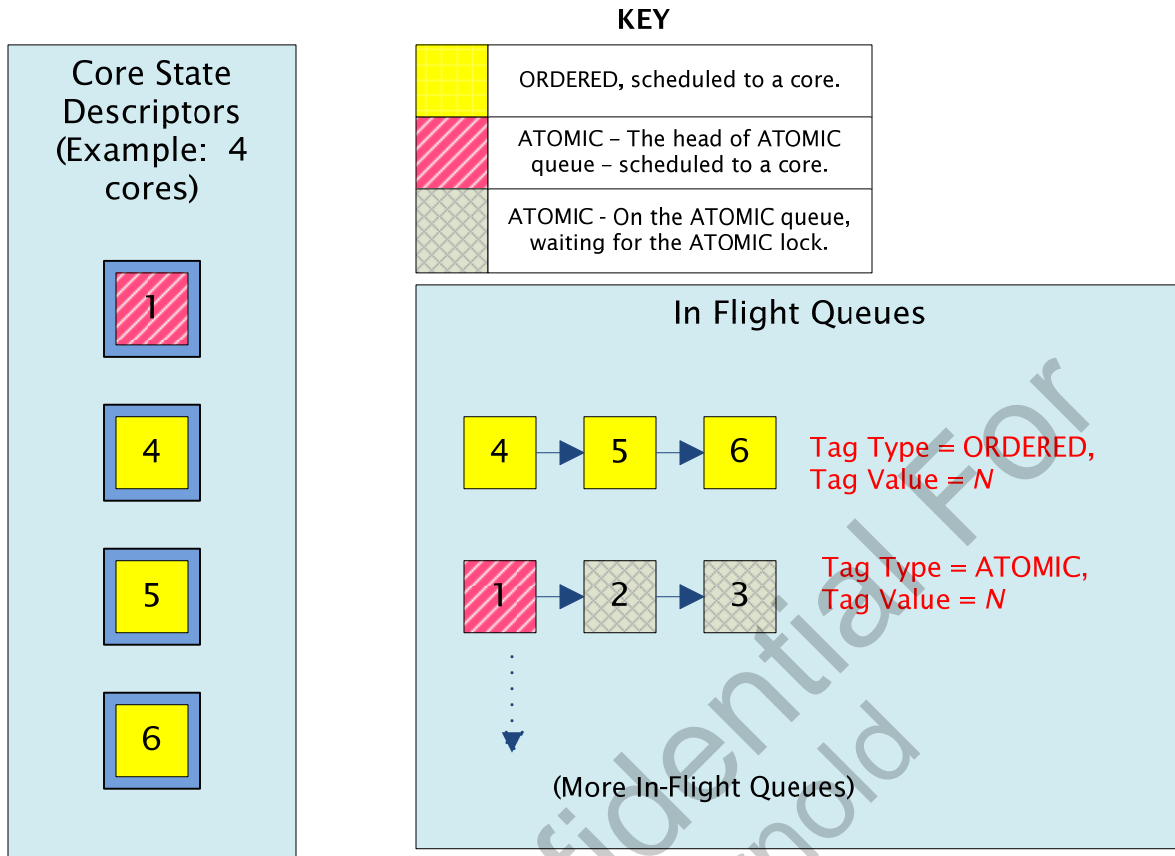 KEY
Core State
Descriptors
(Example: 4
cores)
1
4
5
6
ORDERED, scheduled to a core.
ATOMIC – The head of ATOMIC
queue – scheduled to a core.
ATOMIC - On the ATOMIC queue,
waiting for the ATOMIC lock.
In Flight Queues
4
5
6
Tag Type = ORDERED,
Tag Value = N
1
2
3
Tag Type = ATOMIC,
Tag Value = N
(More In-Flight Queues)
For